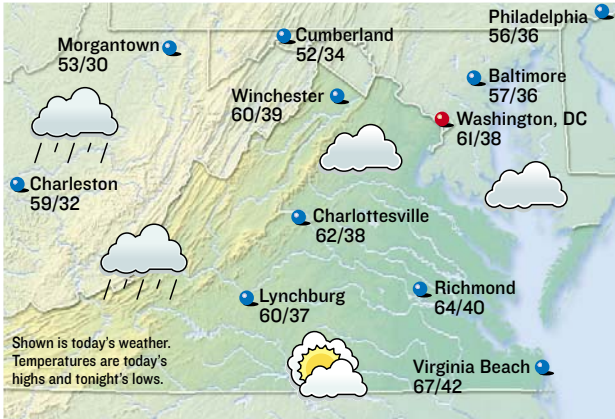 Philadelphia
56/36
Morgantown
53/30
Cumberland
52/34
Baltimore
57/36
Winchester
60/39
Washington, DC
61/38
Charleston
59/32
Charlottesville
62/38
Richmond
64/40
Lynchburg
60/37
Shown is today's weather.
Temperatures are today's
highs and tonight's lows.
Virginia Beach
67/42